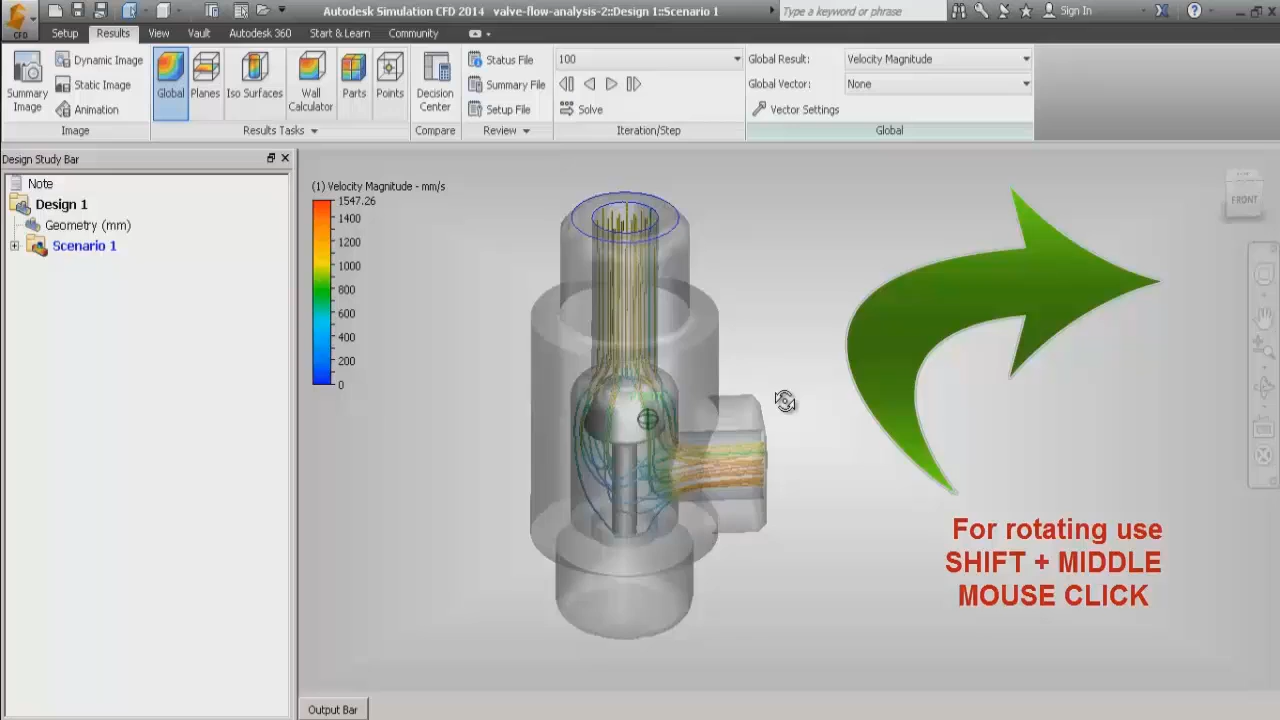 Autodesk Simulation CFD 2014 valve-flow-analysis-2::Design 1::Scenario 1
Type a keyword or phrase
Sign In
CFD
Setup
Results
View
Vault
Autodesk 360
Start & Learn
Community
Summary Image
Dynamic Image
Static Image
Animation
Image
Global
Planes
Iso Surfaces
Wall Calculator
Parts
Points
Results Tasks
Decision Center
Compare
Status File
Summary File
Setup File
Review
100
Solve
Iteration/Step
Global Result:
Velocity Magnitude
Global Vector:
None
Vector Settings
Global
Design Study Bar
Note
Design 1
Geometry (mm)
Scenario 1
(1) Velocity Magnitude - mm/s
1547.26
1400
1200
1000
800
600
400
200
0
FRONT
For rotating use
SHIFT + MIDDLE
MOUSE CLICK
Output Bar